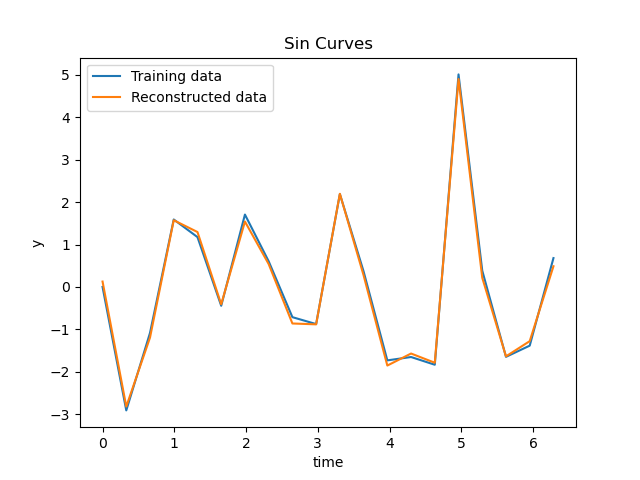 Sin Curves
Training data
Reconstructed data
5
4
3
2
1
0
−1
−2
−3
y
0 1 2 3 4 5 6
time